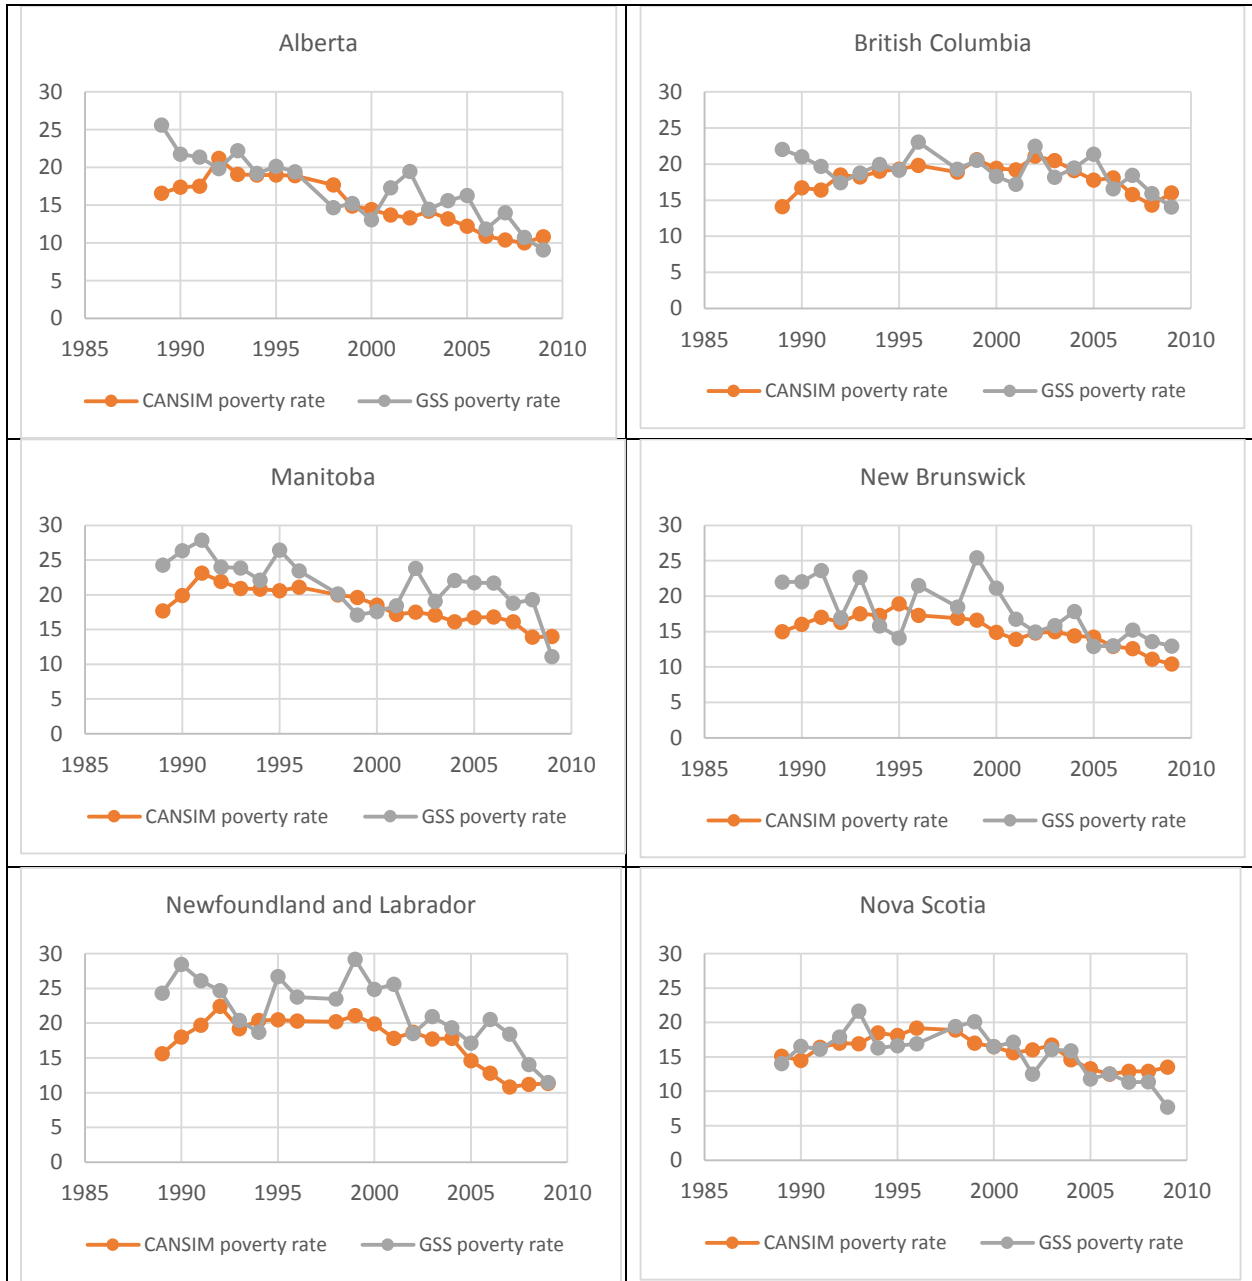 Alberta
30
25
20
15
10
5
0
1985 1990 1995 2000 2005 2010
CANSIM poverty rate GSS poverty rate
British Columbia
30
25
20
15
10
5
0
1985 1990 1995 2000 2005 2010
CANSIM poverty rate GSS poverty rate
Manitoba
30
25
20
15
10
5
0
1985 1990 1995 2000 2005 2010
CANSIM poverty rate GSS poverty rate
New Brunswick
30
25
20
15
10
5
0
1985 1990 1995 2000 2005 2010
CANSIM poverty rate GSS poverty rate
Newfoundland and Labrador
30
25
20
15
10
5
0
1985 1990 1995 2000 2005 2010
CANSIM poverty rate GSS poverty rate
Nova Scotia
30
25
20
15
10
5
0
1985 1990 1995 2000 2005 2010
CANSIM poverty rate GSS poverty rate